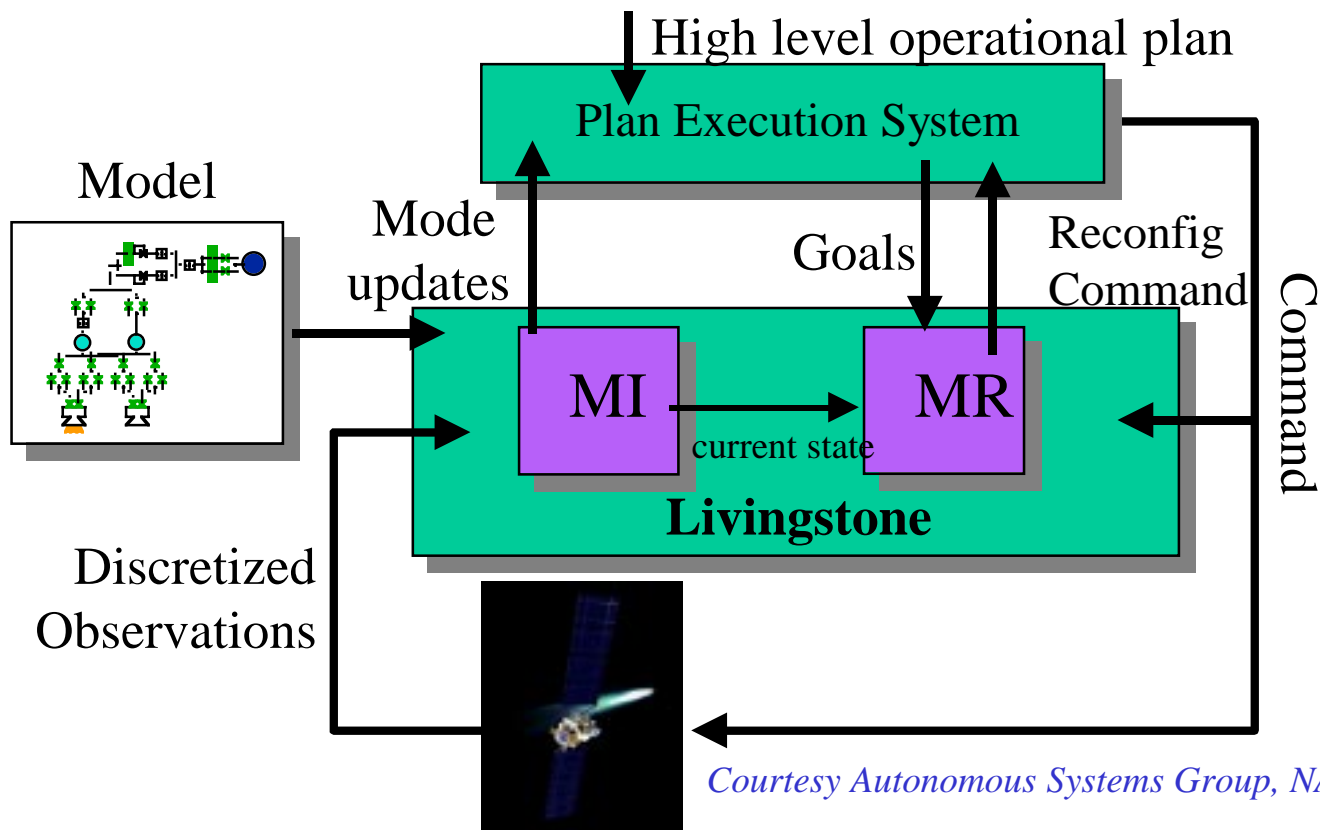 High level operational plan
Plan Execution System
Model
Mode
updates
Goals
Reconfig
Command
Command
MI
MR
current state
Livingstone
Discretized
Observations
Courtesy Autonomous Systems Group,